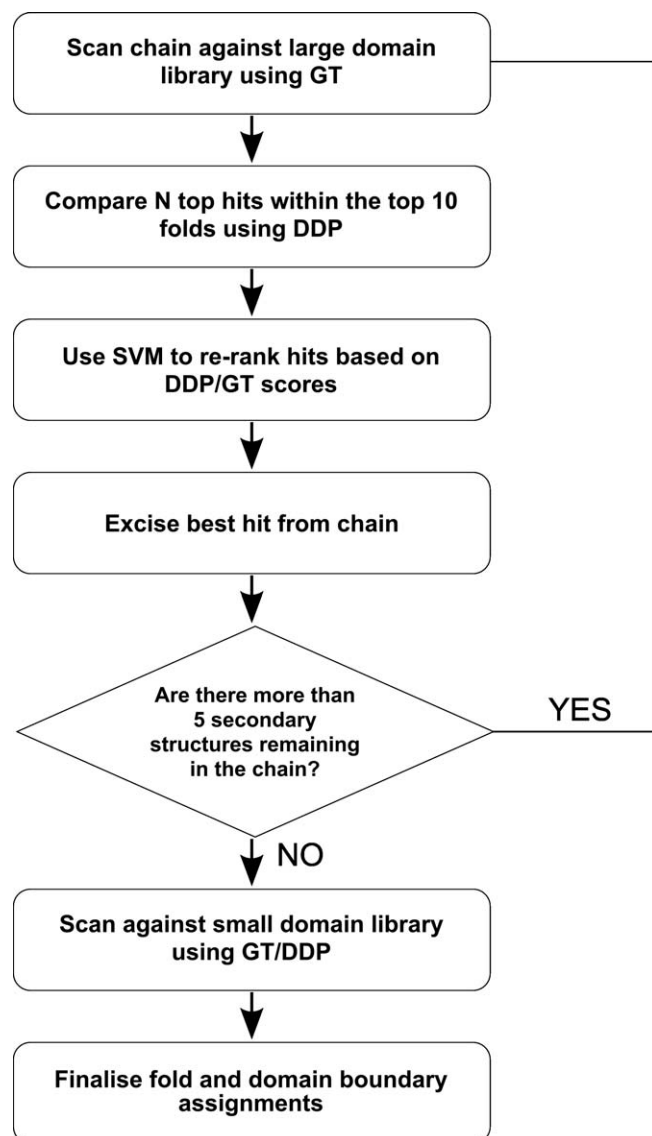 Scan chain against large domain
library using GT
Compare N top hits within the top 10
folds using DDP
Use SVM to re-rank hits based on
DDP/GT scores
Excise best hit from chain
Are there more than
5 secondary
structures remaining
in the chain?
YES
NO
Scan against small domain library
using GT/DDP
Finalise fold and domain boundary
assignments